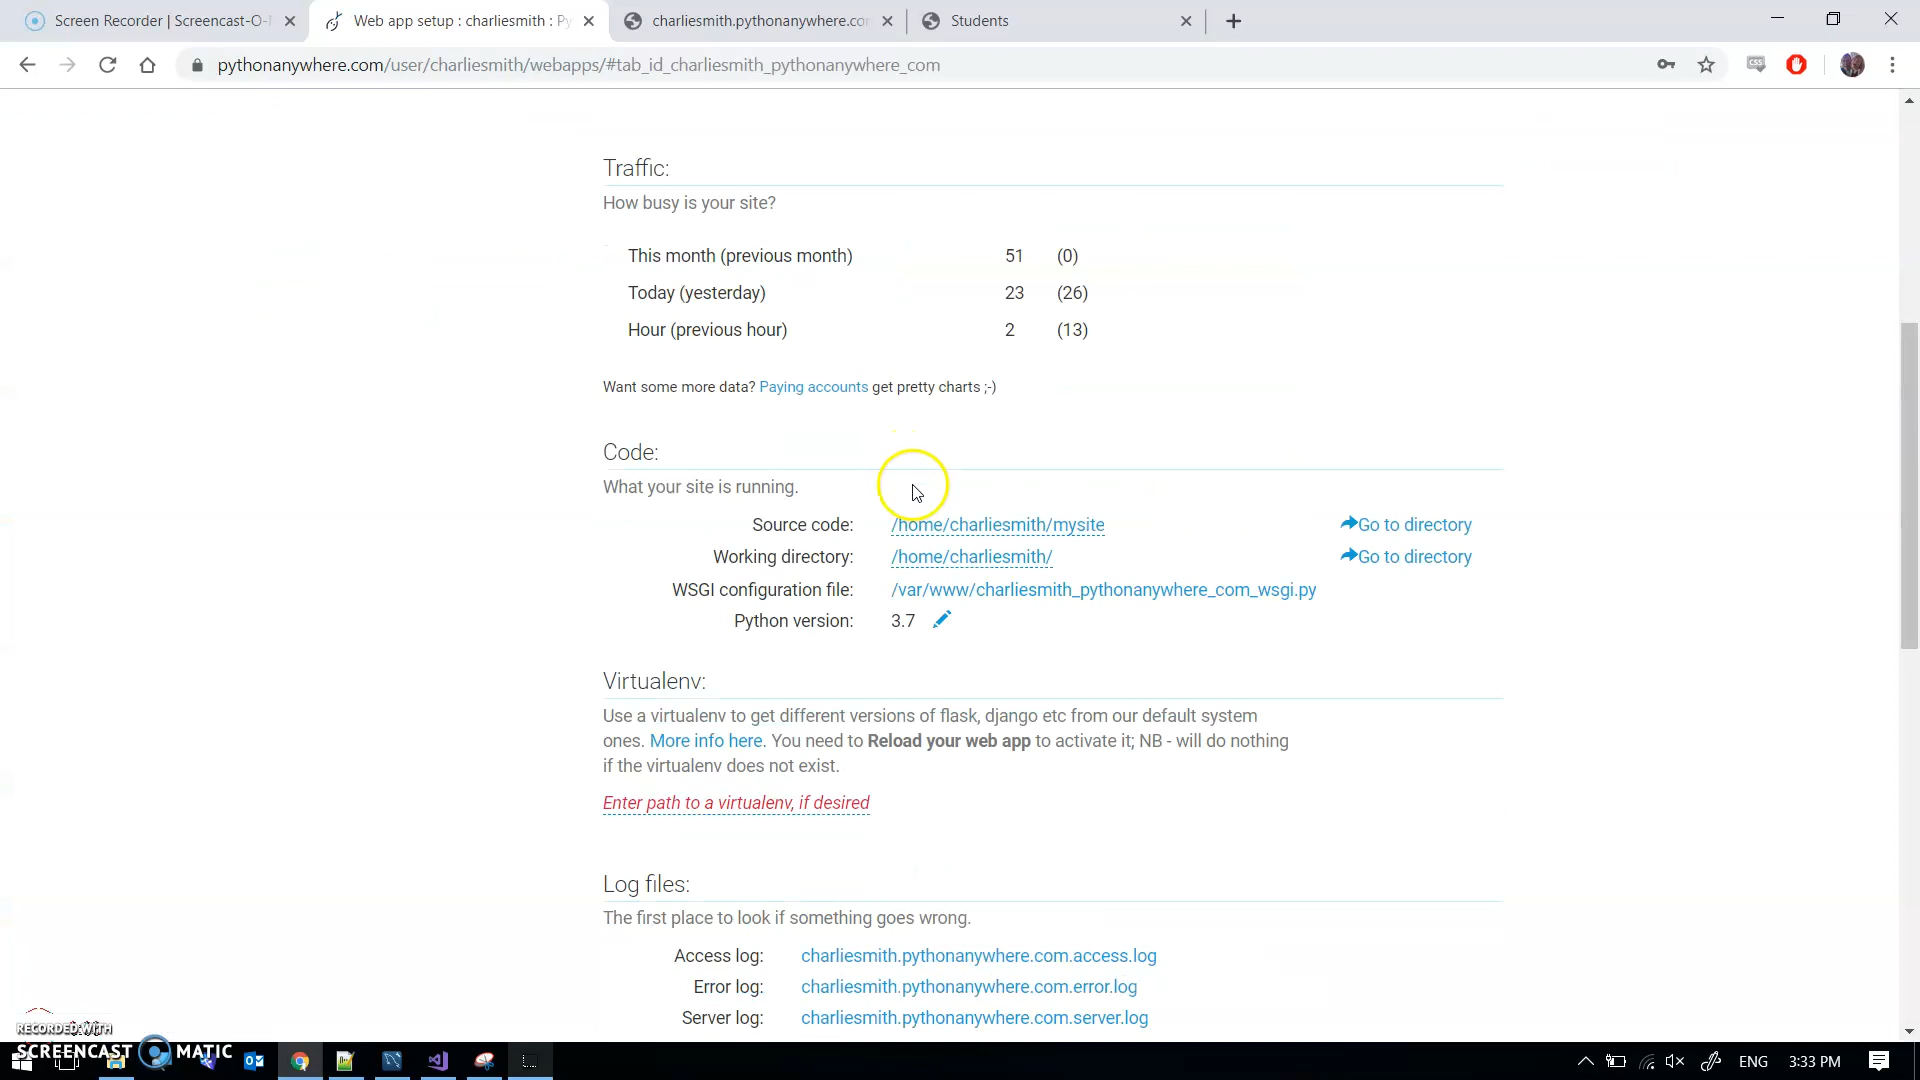 Screen Recorder | Screencast-O-
Web app setup : charliesmith : Py
charliesmith.pythonanywhere.co
Students
pythonanywhere.com/user/charliesmith/webapps/#tab_id_charliesmith_pythonanywhere_com
CSS
Traffic:
How busy is your site?
This month (previous month) 51 (0)
Today (yesterday) 23 (26)
Hour (previous hour) 2 (13)
Want some more data? Paying accounts get pretty charts ;-)
Code:
What your site is running.
Source code: /home/charliesmith/mysite Go to directory
Working directory: /home/charliesmith/ Go to directory
WSGI configuration file: /var/www/charliesmith_pythonanywhere_com_wsgi.py
Python version: 3.7
Virtualenv:
Use a virtualenv to get different versions of flask, django etc from our default system
ones. More info here. You need to Reload your web app to activate it; NB - will do nothing
if the virtualenv does not exist.
Enter path to a virtualenv, if desired
Log files:
The first place to look if something goes wrong.
Access log: charliesmith.pythonanywhere.com.access.log
Error log: charliesmith.pythonanywhere.com.error.log
Server log: charliesmith.pythonanywhere.com.server.log
RECORDED WITH
SCREENCAST MATIC
ENG 3:33 PM